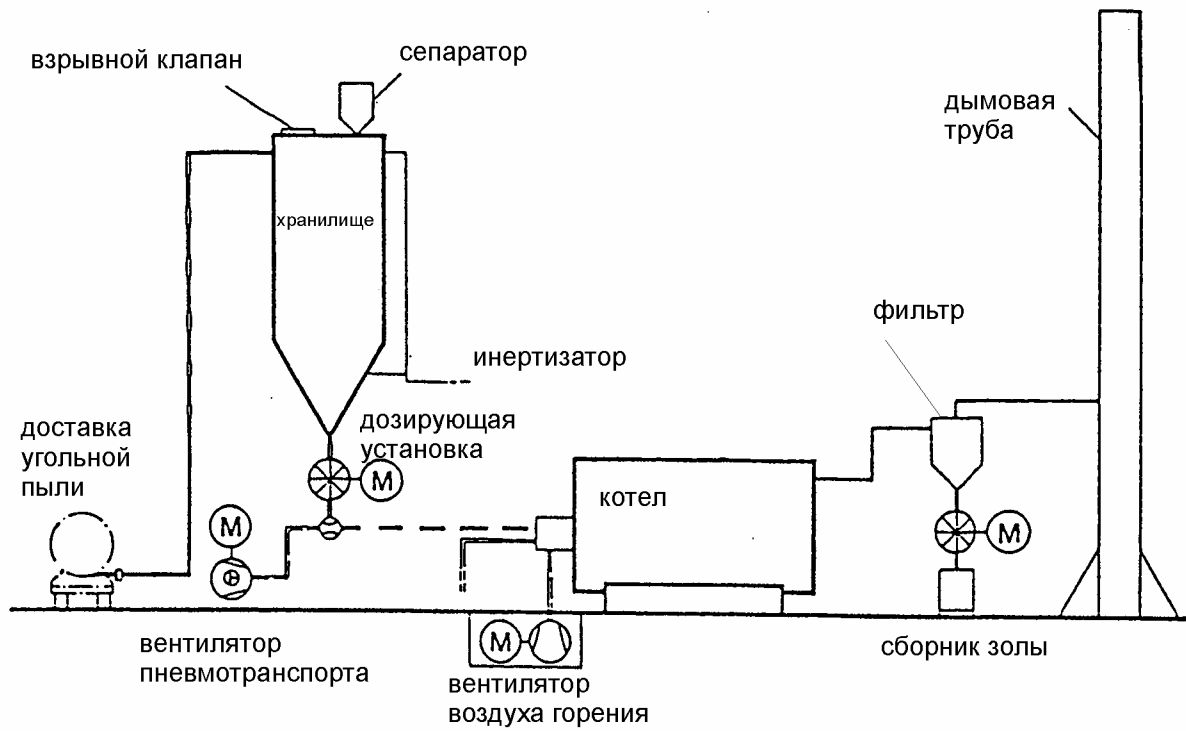 взрывной клапан
сепаратор
дымовая
труба
хранилище
фильтр
инертизатор
доставка
угольной
пыли
дозирующая
установка
M
котел
M
M
M
вентилятор
пневмотранспорта
сборник золы
вентилятор
воздуха горения